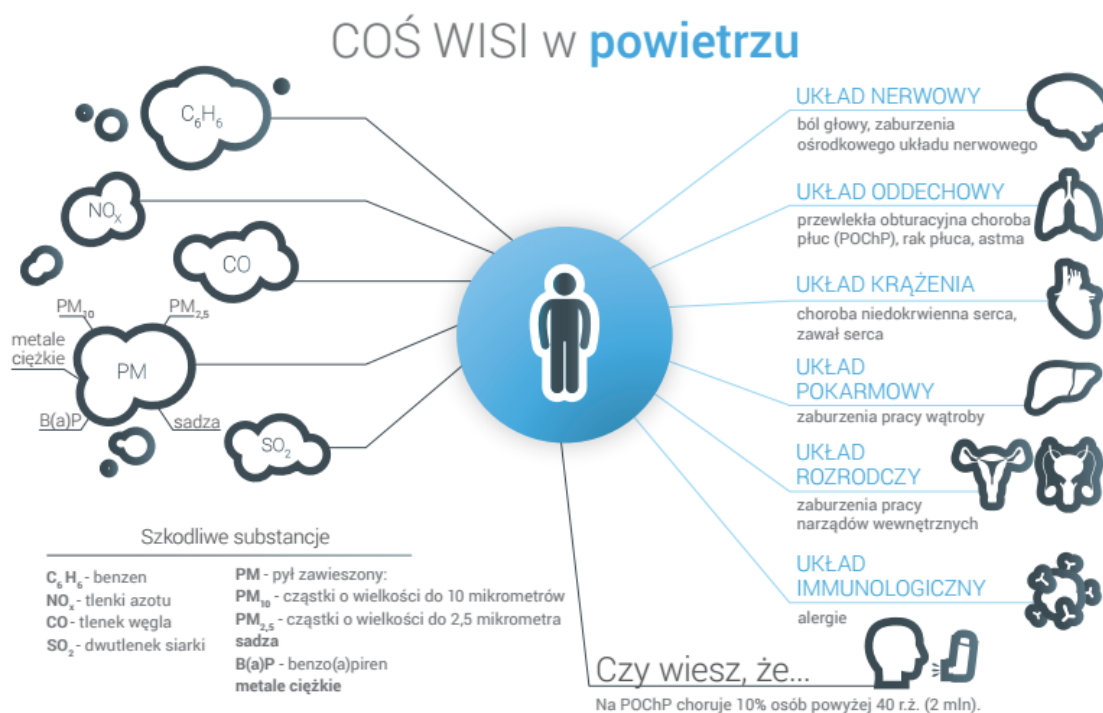 COŚ WISI w powietrzu
C₆H₆
NOₓ
CO
PM₁₀
PM₂,₅
metale
ciężkie
PM
B(a)P
sadza
SO₂
UKŁAD NERWOWY
ból głowy, zaburzenia
ośrodkowego układu nerwowego
UKŁAD ODDECHOWY
przewlekła obturacyjna choroba
płuc (POChP), rak płuca, astma
UKŁAD KRĄŻENIA
choroba niedokrwienna serca,
zawał serca
UKŁAD
POKARMOWY
zaburzenia pracy wątroby
UKŁAD
ROZRODCZY
zaburzenia pracy
narządów wewnętrznych
UKŁAD
IMMUNOLOGICZNY
alergie
Szkodliwe substancje
C₆H₆ - benzen
NOₓ - tlenki azotu
CO - tlenek węgla
SO₂ - dwutlenek siarki
PM - pył zawieszony:
PM₁₀ - cząstki o wielkości do 10 mikrometrów
PM₂,₅ - cząstki o wielkości do 2,5 mikrometra
sadza
B(a)P - benzo(a)piren
metale ciężkie
Czy wiesz, że...
Na POChP choruje 10% osób powyżej 40 r.ż. (2 mln).